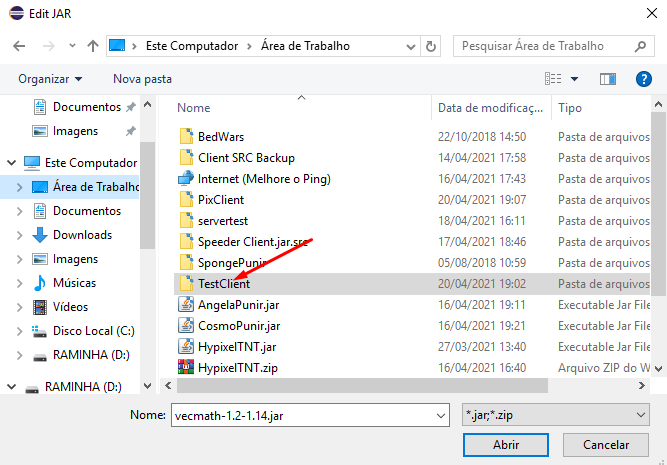 Edit JAR
Este Computador > Área de Trabalho
Pesquisar Área de Trabalho
Organizar
Nova pasta
Documentos
Imagens
Este Computador
Área de Trabalho
Documentos
Downloads
Imagens
Músicas
Vídeos
Disco Local (C:)
RAMINHA (D:)
RAMINHA (D:)
Nome Data de modificaç... Tipo
BedWars 22/10/2018 14:50 Pasta de arquivos
Client SRC Backup 14/04/2021 17:58 Pasta de arquivos
Internet (Melhore o Ping) 16/04/2021 17:43 Pasta de arquivos
PixClient 20/04/2021 19:07 Pasta de arquivos
servertest 18/04/2021 16:11 Pasta de arquivos
Speeder Client.jar.src 17/04/2021 18:46 Pasta de arquivos
SpongePunir 05/08/2018 10:59 Pasta de arquivos
TestClient 20/04/2021 19:02 Pasta de arquivos
AngelaPunir.jar 16/04/2021 19:11 Executable Jar File
CosmoPunir.jar 16/04/2021 19:21 Executable Jar File
HypixelTNT.jar 27/03/2021 13:40 Executable Jar File
HypixelTNT.zip 16/04/2021 16:40 Arquivo ZIP do W
Nome: vecmath-1.2-1.14.jar
*.jar;*.zip
Abrir
Cancelar